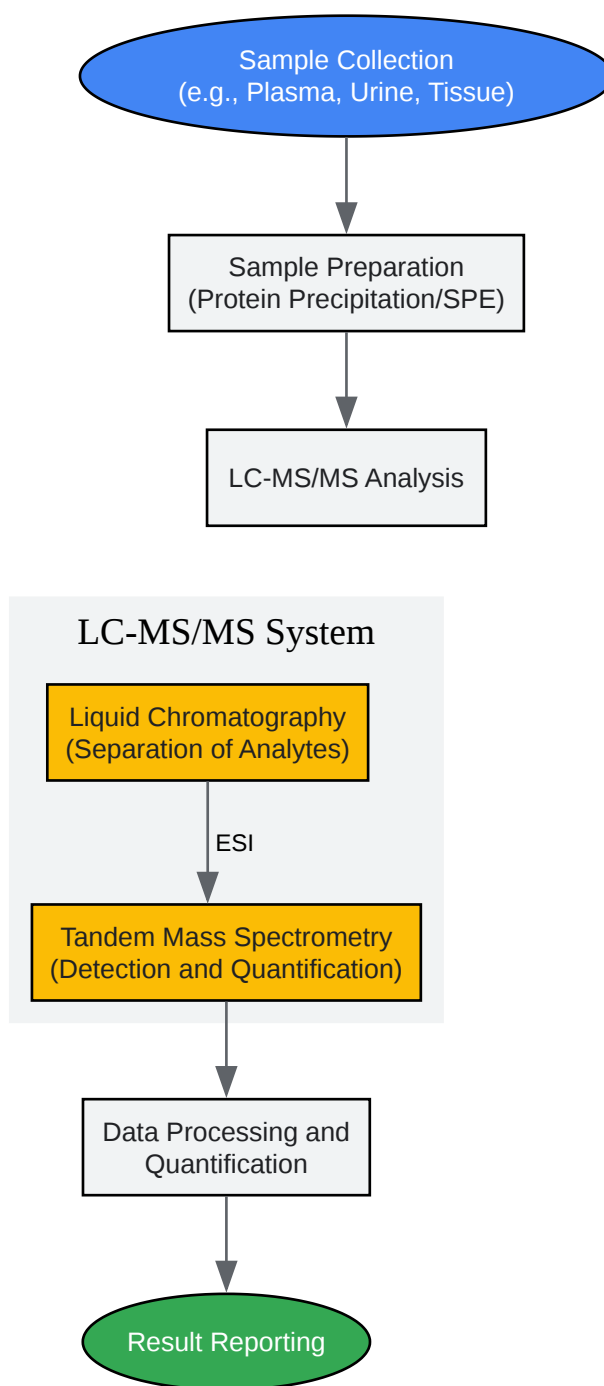 Sample Collection
(e.g., Plasma, Urine, Tissue)
Sample Preparation
(Protein Precipitation/SPE)
LC-MS/MS Analysis
LC-MS/MS System
Liquid Chromatography
(Separation of Analytes)
ESI
Tandem Mass Spectrometry
(Detection and Quantification)
Data Processing and
Quantification
Result Reporting